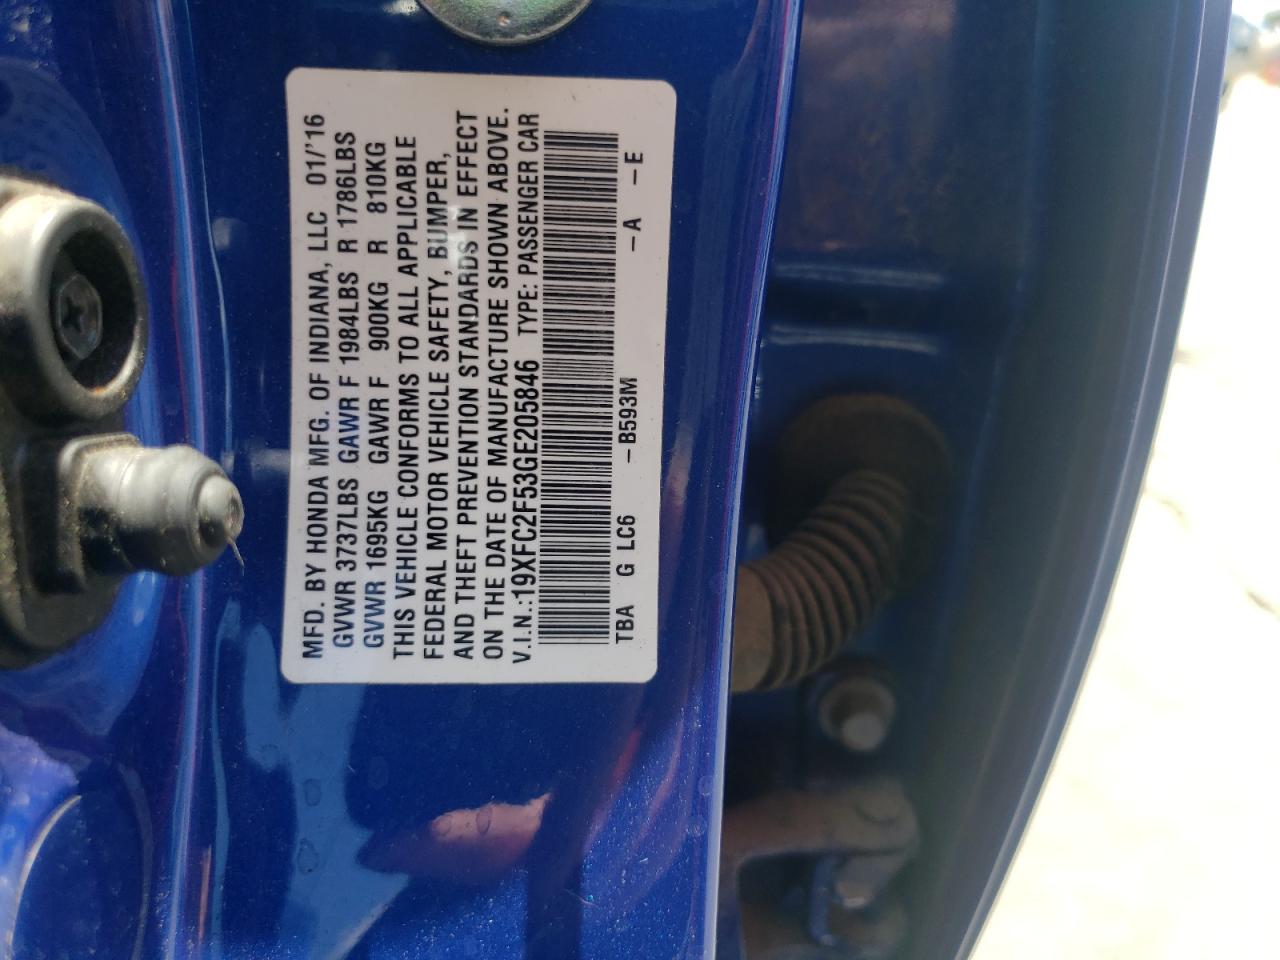 MFD. BY HONDA MFG. OF INDIANA, LLC 01/'16
GVWR 3737LBS GAWR F 1984LBS R 1786LBS
GVWR 1695KG GAWR F 900KG R 810KG
THIS VEHICLE CONFORMS TO ALL APPLICABLE
FEDERAL MOTOR VEHICLE SAFETY, BUMPER,
AND THEFT PREVENTION STANDARDS IN EFFECT
ON THE DATE OF MANUFACTURE SHOWN ABOVE.
V.I.N.:19XFC2F53GE205846 TYPE: PASSENGER CAR
TBA G LC6 -B593M -A -E